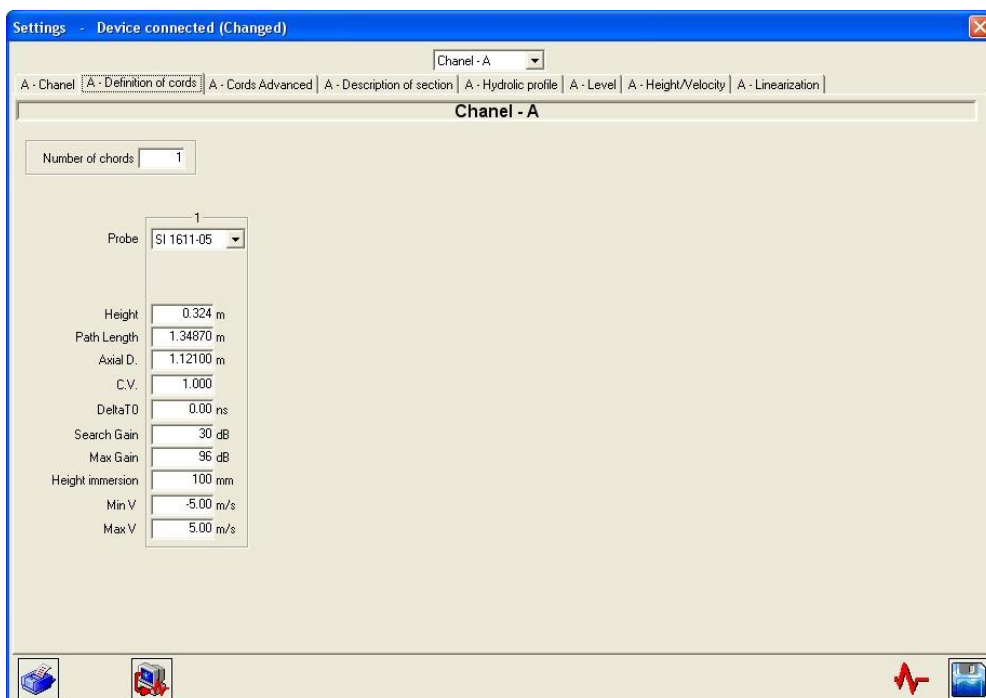 Settings - Device connected (Changed)
Chanel - A
A - Chanel A - Definition of cords A - Cords Advanced A - Description of section A - Hydrolic profile A - Level A - Height/Velocity A - Linearization
Chanel - A
Number of chords 1
1
Probe SI 1611-05
Height 0.324 m
Path Length 1.34870 m
Axial D. 1.12100 m
C.V. 1.000
DeltaT0 0.00 ns
Search Gain 30 dB
Max Gain 96 dB
Height immersion 100 mm
Min V -5.00 m/s
Max V 5.00 m/s